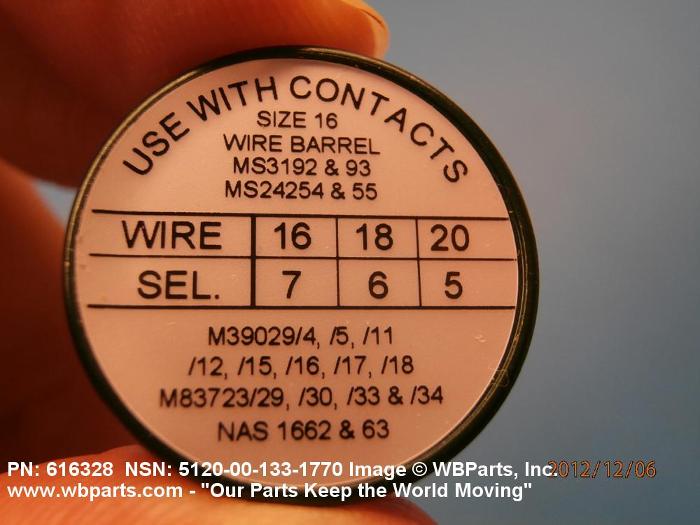 USE WITH CONTACTS
SIZE 16
WIRE BARREL
MS3192 & 93
MS24254 & 55
WIRE 16 18 20
SEL. 7 6 5
M39029/4, /5, /11
/12, /15, /16, /17, /18
M83723/29, /30, /33 & /34
NAS 1662 & 63
PN: 616328 NSN: 5120-00-133-1770 Image © WBParts, Inc.
2012/12/06
www.wbparts.com - "Our Parts Keep the World Moving"